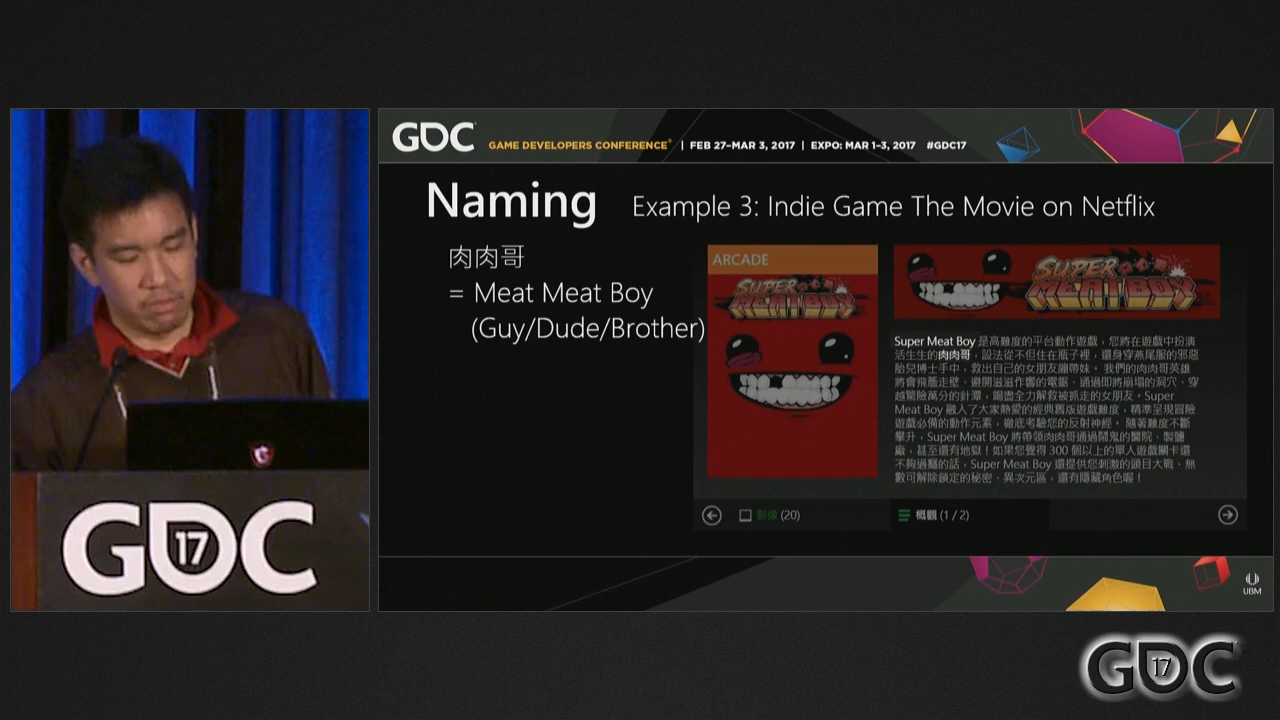 GDC
GAME DEVELOPERS CONFERENCE® | FEB 27–MAR 3, 2017 | EXPO: MAR 1–3, 2017 #GDC17
Naming
Example 3: Indie Game The Movie on Netflix
肉肉哥
= Meat Meat Boy
(Guy/Dude/Brother)
ARCADE
SUPER
MEAT BOY
SUPER
MEAT BOY
Super Meat Boy 是高難度的平台動作遊戲，您將在遊戲中扮演
活生生的肉肉哥，設法從不但住在瓶子裡，還身穿燕尾服的邪惡
胎兒博士手中，救出自己的女朋友繃帶妹。我們的肉肉哥英雄
將會飛簷走壁、避開滋滋作響的電鋸、通過即將崩塌的洞穴、穿
越驚險萬分的針潭，竭盡全力解救被抓走的女朋友。Super
Meat Boy 融入了大家熱愛的經典舊版遊戲難度，精準呈現冒險
遊戲必備的動作元素，徹底考驗您的反射神經。隨著難度不斷
攀升，Super Meat Boy 將帶領肉肉哥通過鬧鬼的醫院、製鹽
廠，甚至還有地獄！如果您覺得 300 個以上的單人遊戲關卡還
不夠過癮的話，Super Meat Boy 還提供您刺激的頭目大戰、無
數可解除鎖定的秘密、異次元區，還有隱藏角色喔！
影像 (20)
概觀 (1 / 2)
UBM
GDC
17
GDC
17